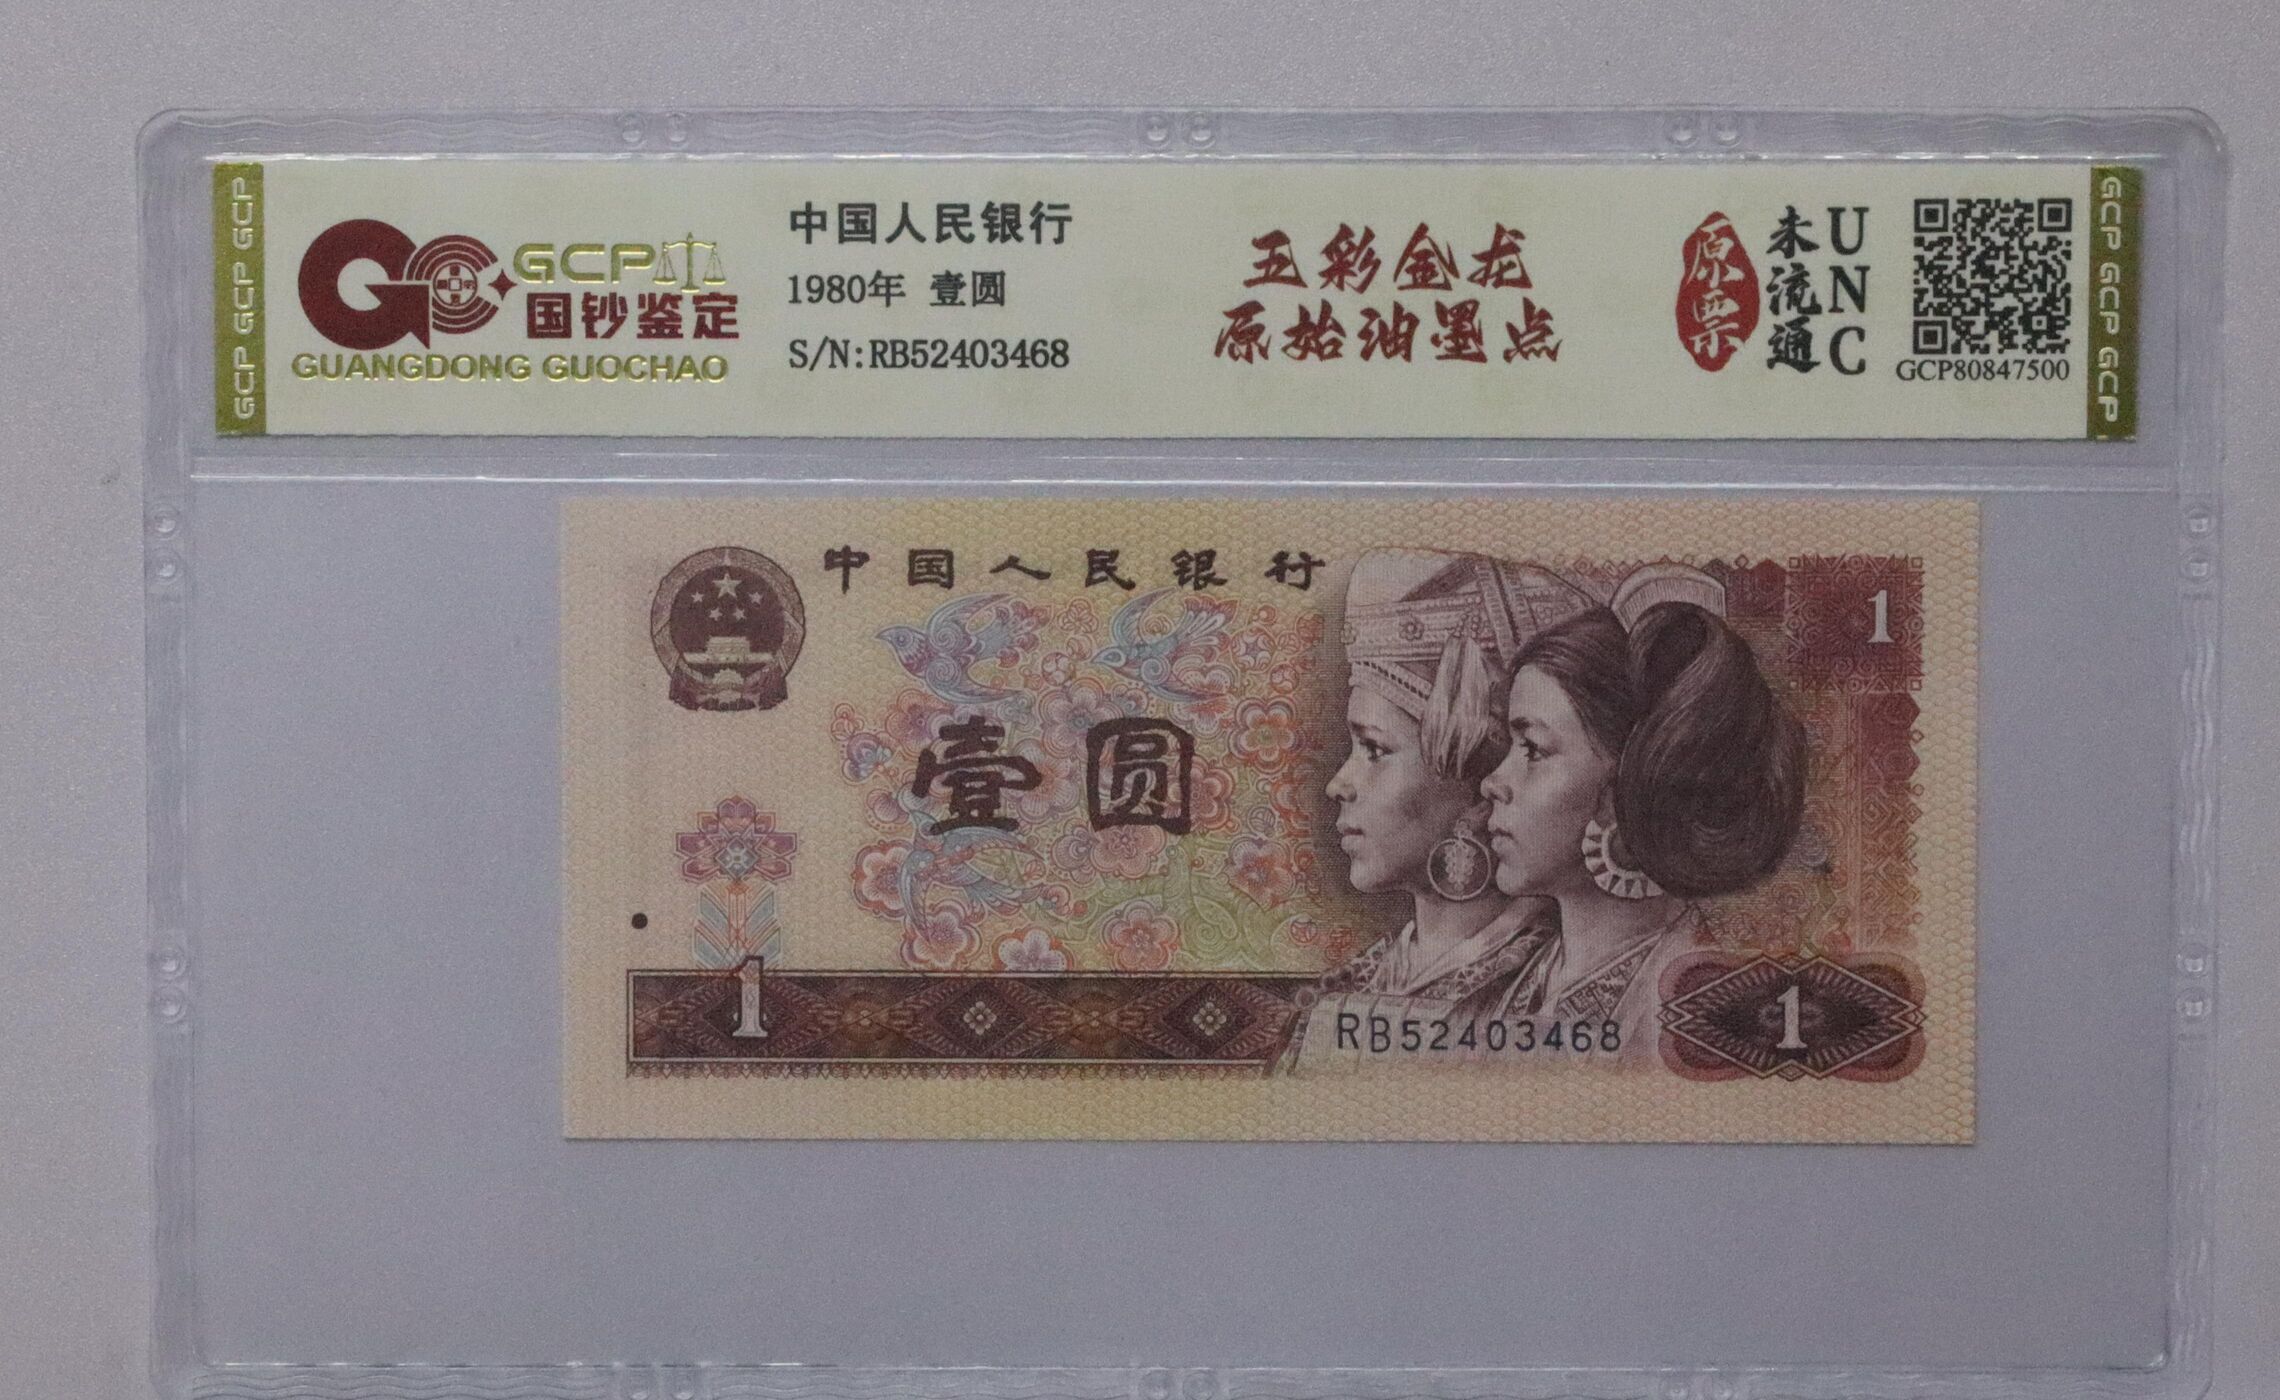 GCP GCP GCP
GCP
国钞鉴定
GUANGDONG GUOCHAO
中国人民银行
1980年 壹圆
S/N:RB52403468
五彩金龙
原始油墨点
原票
未流通
UNC
GCP80847500
GCP GCP GCP
中国人民银行
1
壹圆
1
RB52403468
1